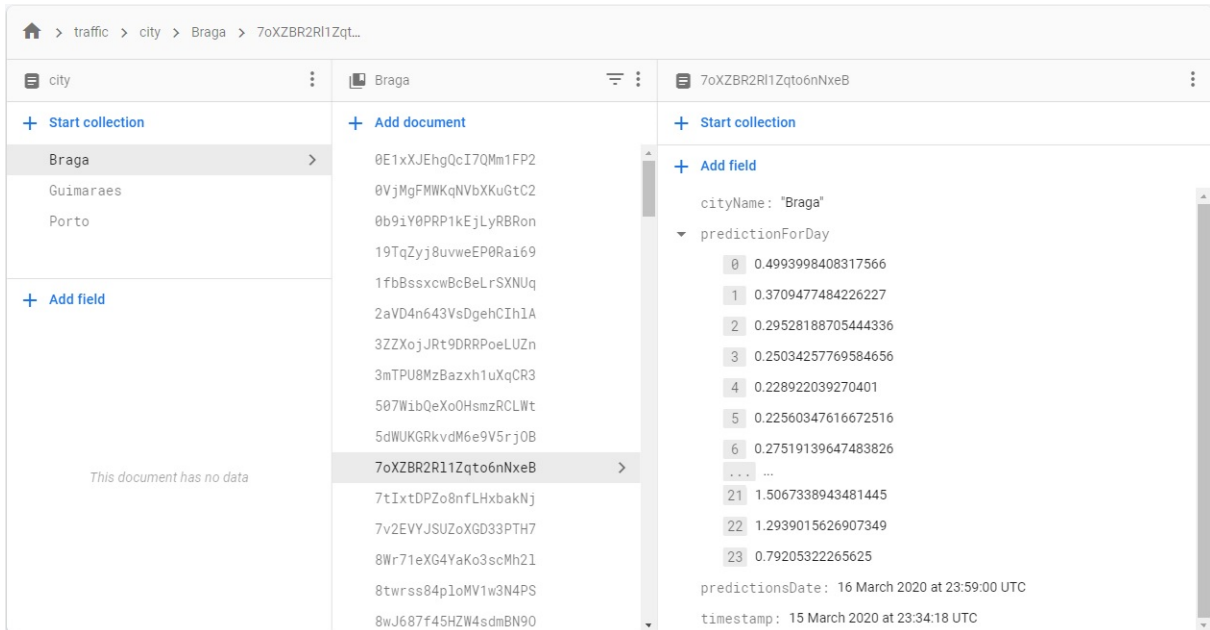 traffic > city > Braga > 7oXZBR2Rl1Zqt...
city
+ Start collection
Braga
Guimaraes
Porto
+ Add field
This document has no data
Braga
+ Add document
0E1xXJEhgQcI7QMm1FP2
0VjMgFMWKqNVbXKuGtC2
0b9iY0PRP1kEjLyRBRon
19TqZyj8uvweEP0Rai69
1fbBssxcwBcBeLrSXNUq
2aVD4n643VsDgehCIhlA
3ZZXojJRt9DRRPoeLUZn
3mTPU8MzBazxh1uXqCR3
507WibQeXoOHsmzRCLWt
5dWUKGRkvdM6e9V5rjOB
7oXZBR2Rl1Zqto6nNxeB
7tIxtDPZo8nfLHxbakNj
7v2EVYJSUZoXGD33PTH7
8Wr71eXG4YaKo3scMh2l
8twrss84ploMV1w3N4PS
8wJ687f45HZW4sdmBN9O
7oXZBR2Rl1Zqto6nNxeB
+ Start collection
+ Add field
cityName: "Braga"
predictionForDay
0 0.4993998408317566
1 0.3709477484226227
2 0.29528188705444336
3 0.25034257769584656
4 0.228922039270401
5 0.22560347616672516
6 0.27519139647483826
... ...
21 1.5067338943481445
22 1.2939015626907349
23 0.79205322265625
predictionsDate: 16 March 2020 at 23:59:00 UTC
timestamp: 15 March 2020 at 23:34:18 UTC